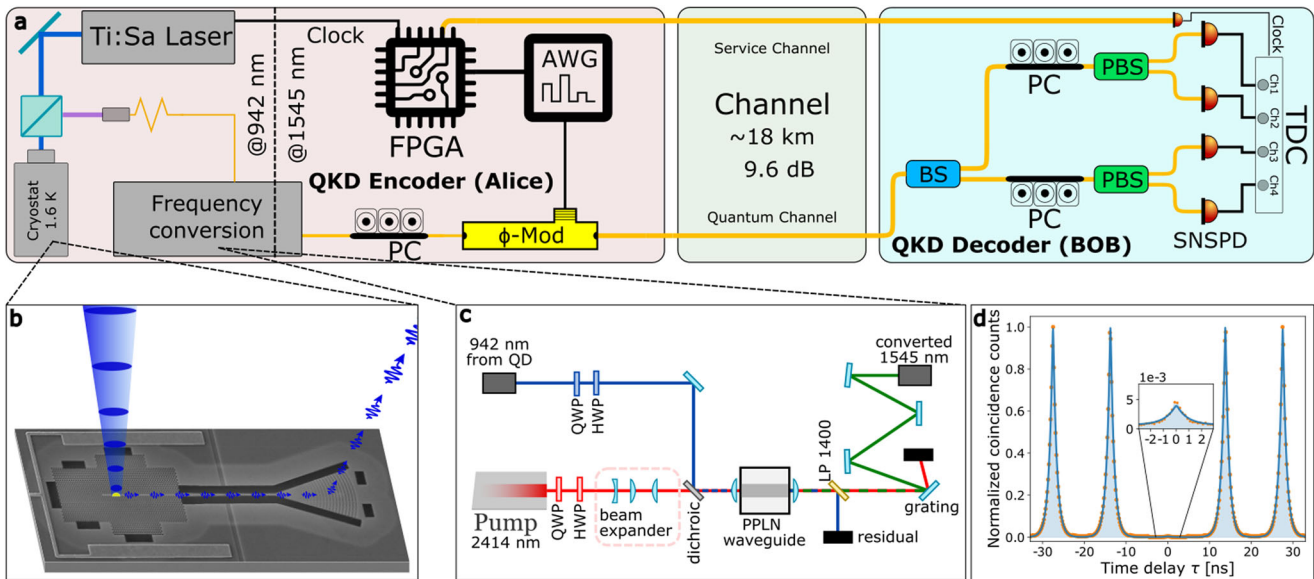 a
Ti:Sa Laser
Clock
@942 nm
@1545 nm
FPGA
AWG
QKD Encoder (Alice)
Cryostat
1.6 K
Frequency
conversion
PC
ϕ-Mod
Service Channel
Channel
~18 km
9.6 dB
Quantum Channel
BS
PC
PBS
PC
PBS
Clock
Ch1
Ch2
Ch3
Ch4
TDC
SNSPD
QKD Decoder (BOB)
b
c
942 nm
from QD
QWP
HWP
converted
1545 nm
Pump
2414 nm
QWP
HWP
beam
expander
dichroic
PPLN
waveguide
LP 1400
grating
residual
d
Normalized coincidence counts
1.0
0.8
0.6
0.4
0.2
0.0
1e-3
5
0
-2 -1 0 1 2
-30 -20 -10 0 10 20 30
Time delay τ [ns]